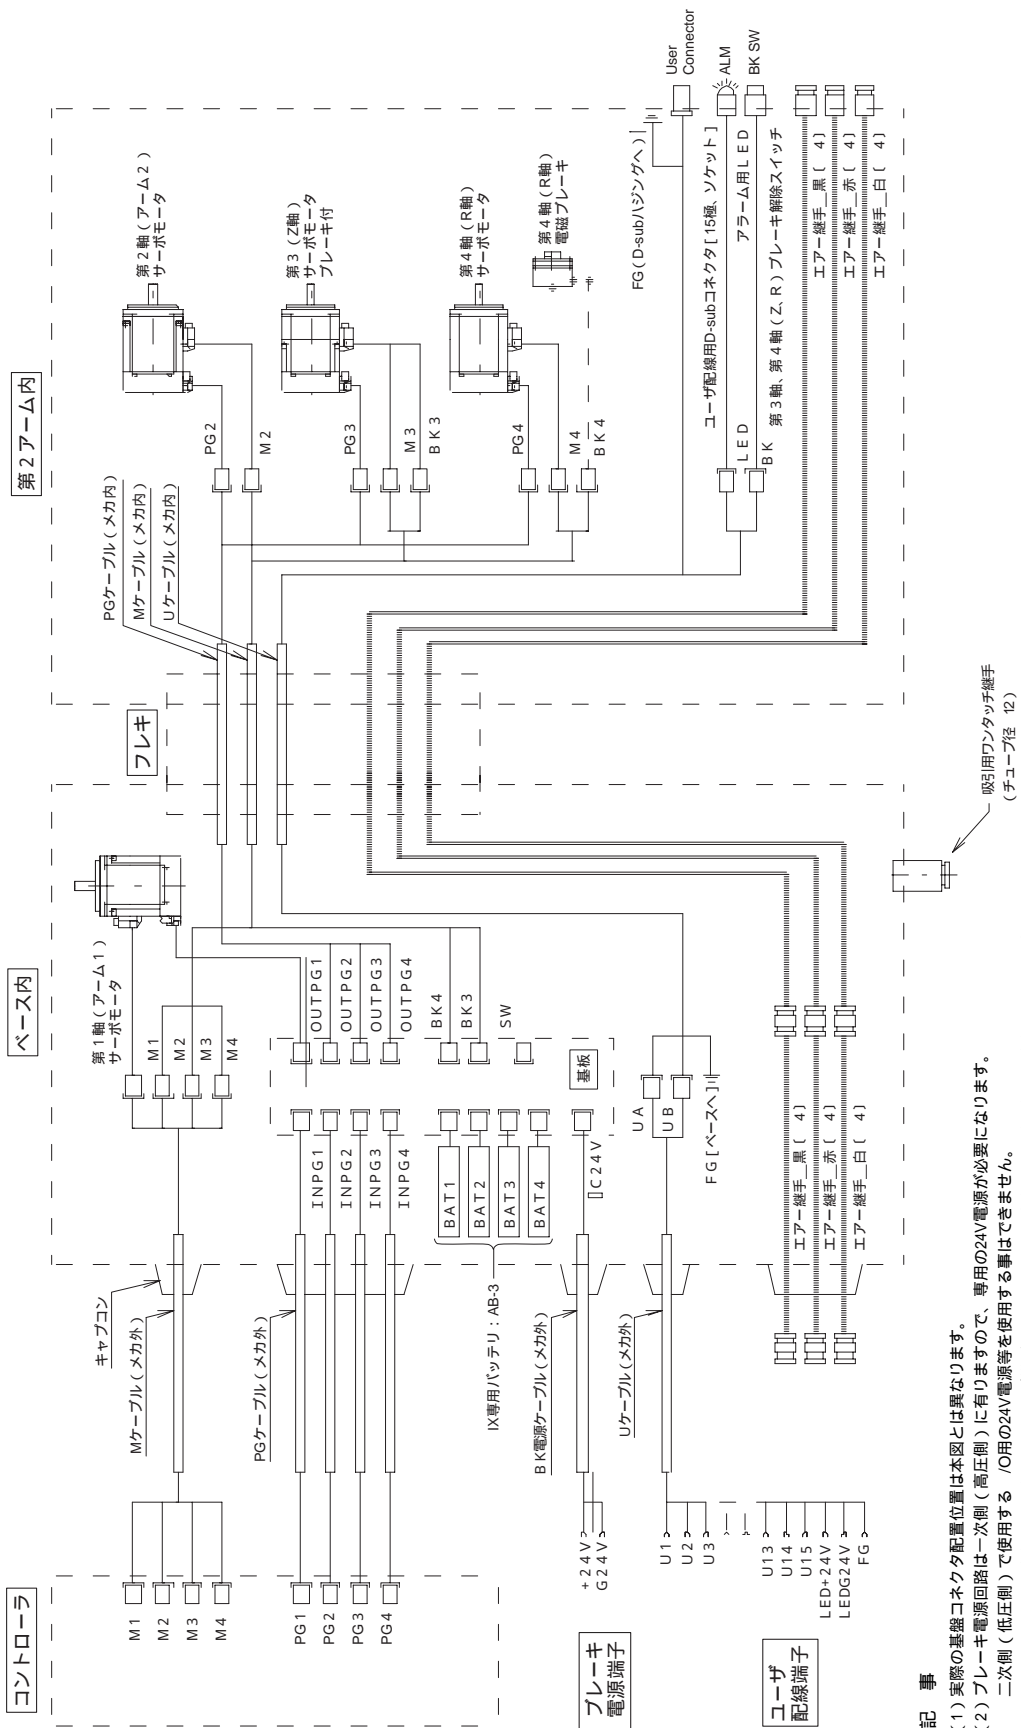 コントローラ
M1
M2
M3
M4
PG1
PG2
PG3
PG4
ブレーキ
電源端子
+24V
G24V
ユーザ
配線端子
U1
U2
U3
U13
U14
U15
LED+24V
LEDG24V
FG
キャプコン
Mケーブル(メカ外)
PGケーブル(メカ外)
IX専用バッテリ:AB-3
BK電源ケーブル(メカ外)
Uケーブル(メカ外)
ベース内
第1軸(アーム1)
サーボモータ
M1
M2
M3
M4
INPG1
INPG2
INPG3
INPG4
OUTPG1
OUTPG2
OUTPG3
OUTPG4
BAT1
BAT2
BAT3
BAT4
BK4
BK3
SW
基板
DC24V
UA
UB
FG[ベースへ]
エアー継手_黒[ 4]
エアー継手_赤[ 4]
エアー継手_白[ 4]
フレキ
PGケーブル(メカ内)
Mケーブル(メカ内)
Uケーブル(メカ内)
第2アーム内
第2軸(アーム2)
サーボモータ
PG2
M2
第3(Z軸)
サーボモータ
ブレーキ付
PG3
M3
BK3
第4軸(R軸)
サーボモータ
PG4
M4
BK4
第4軸(R軸)
電磁ブレーキ
FG(D-subハジングへ)
ユーザ配線用D-subコネクタ[15極、ソケット]
User
Connector
LED
アラーム用LED
ALM
BK
第3軸、第4軸(Z、R)ブレーキ解除スイッチ
BK SW
エアー継手_黒[ 4]
エアー継手_赤[ 4]
エアー継手_白[ 4]
吸引用ワンタッチ継手
(チューブ径 12)
記 事
(1)実際の基盤コネクタ配置位置は本図とは異なります。
(2)ブレーキ電源回路は一次側(高圧側)に有りますので、専用の24V電源が必要になります。
二次側(低圧側)で使用する /O用の24V電源等を使用する事はできません。